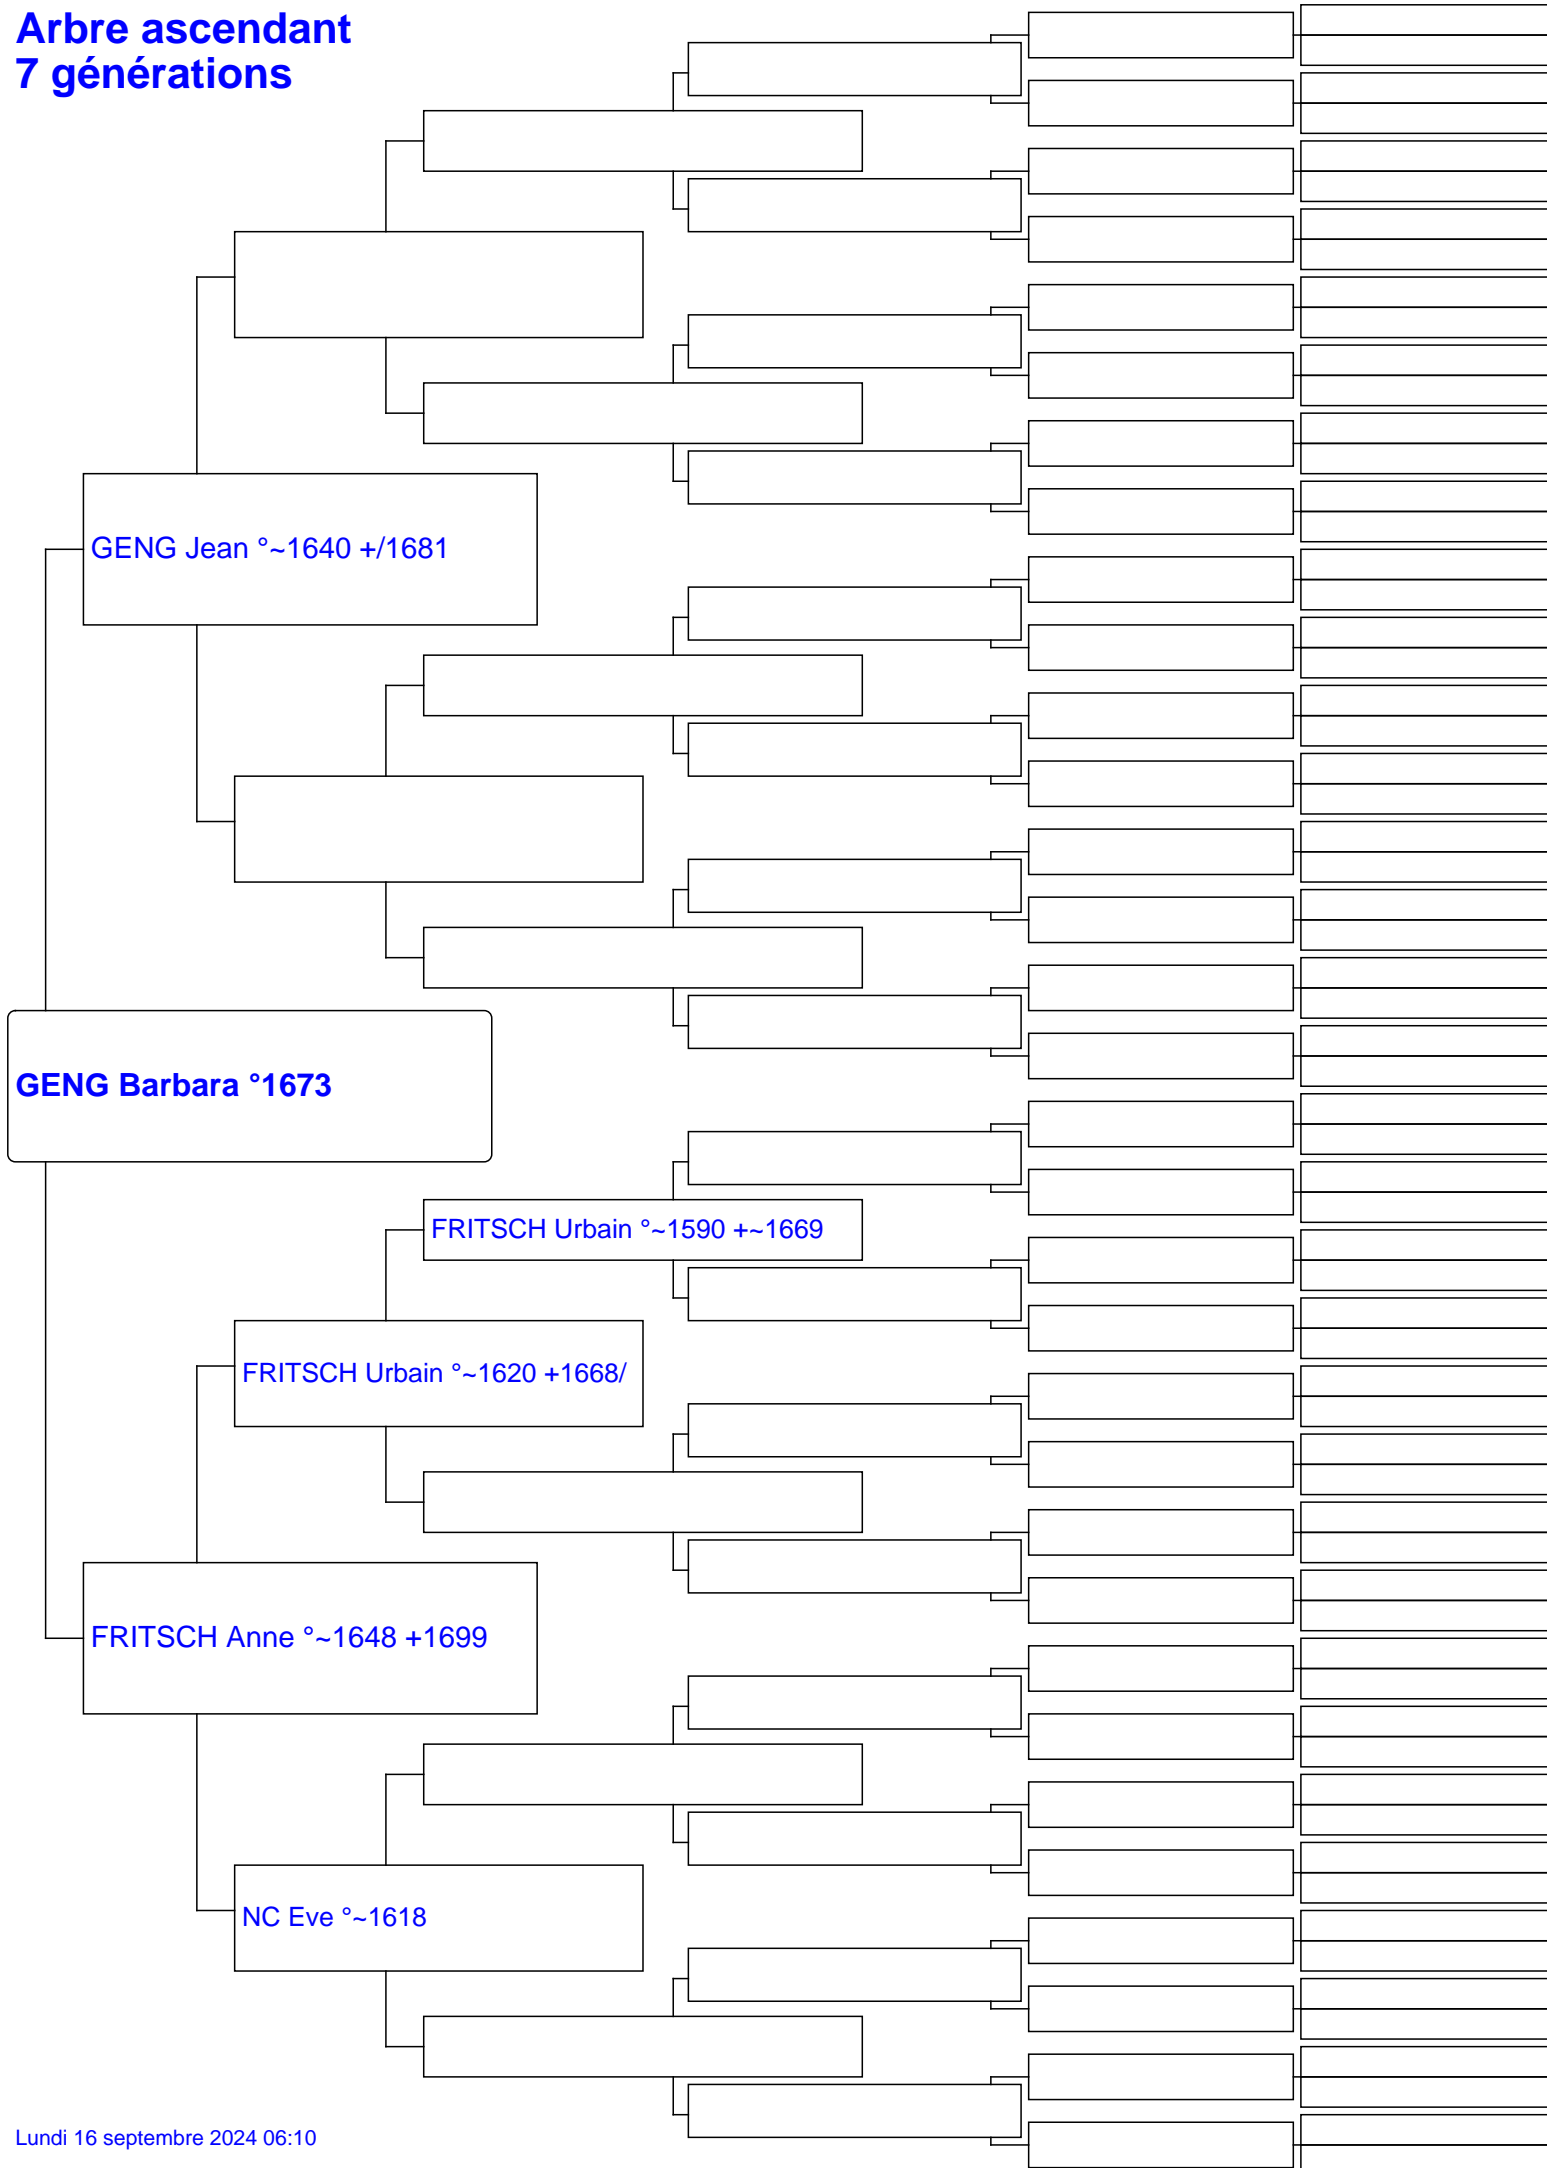 Arbre ascendant
7 générations
GENG Jean °~1640 +/1681
GENG Barbara °1673
FRITSCH Urbain °~1590 +~1669
FRITSCH Urbain °~1620 +1668/
FRITSCH Anne °~1648 +1699
NC Eve °~1618
Lundi 16 septembre 2024 06:10